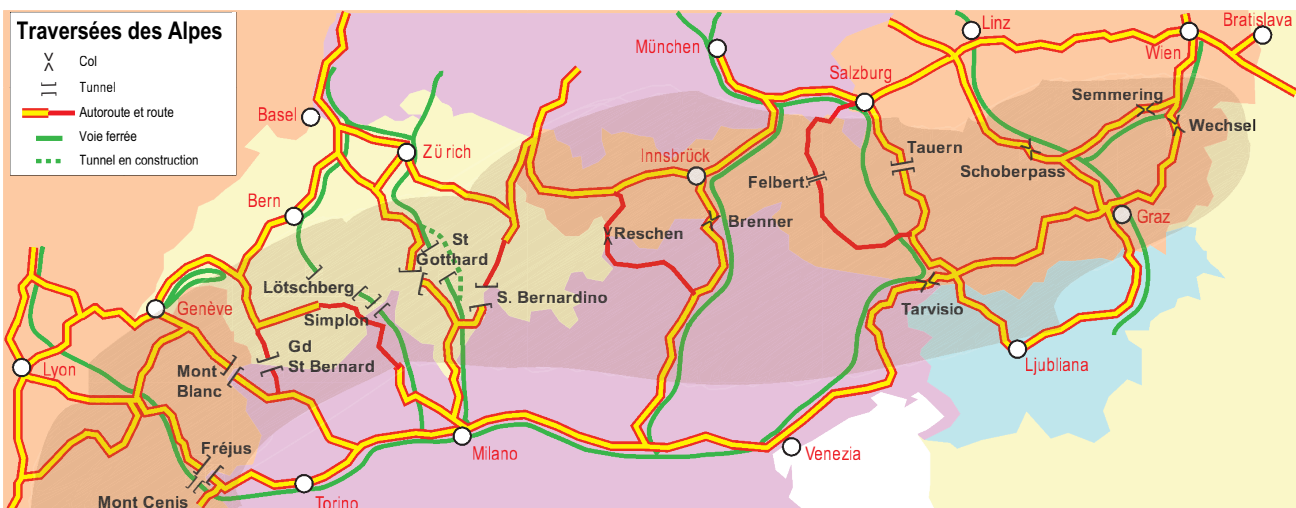 Traversées des Alpes
Col
Tunnel
Autoroute et route
Voie ferrée
Tunnel en construction
Linz
Bratislava
München
Wien
Salzburg
Semmering
Basel
Wechsel
Zürich
Innsbrück
Tauern
Schoberpass
Felbert.
Bern
Brenner
Graz
Reschen
St
Gotthard
Lötschberg
S. Bernardino
Genève
Simplon
Tarvisio
Gd
St Bernard
Mont
Blanc
Lyon
Ljubliana
Fréjus
Milano
Venezia
Mont Cenis
Torino